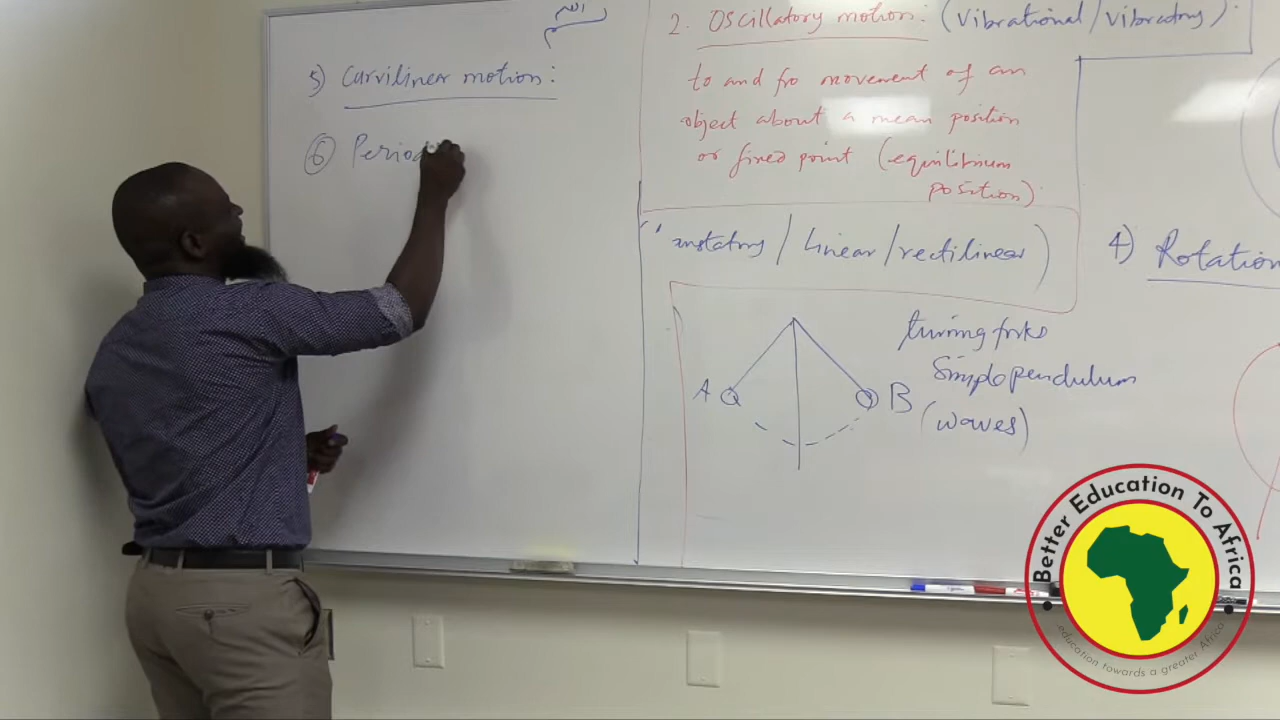 5) Curvilinear motion:
6 Period
2. Oscillatory motion: (Vibrational/vibratory).
to and fro movement of an
object about a mean position
or fixed point (equilibrium
position).
/ linear/rectilinear)
A
B
tuning forks
Simple pendulum
(waves)
4) Rotation
Better Education To Africa
education towards a greater Africa